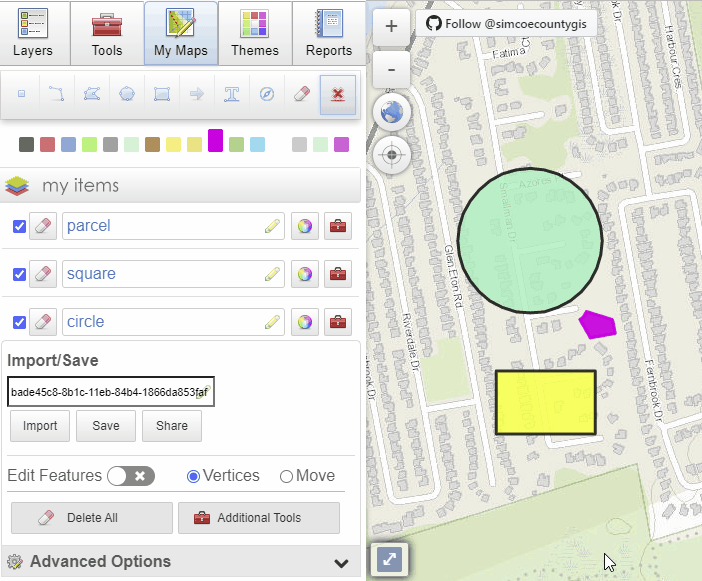 Layers
Tools
My Maps
Themes
Reports
my items
parcel
square
circle
Import/Save
bade45c8-8b1c-11eb-84b4-1866da853faf
Import
Save
Share
Edit Features
Vertices
Move
Delete All
Additional Tools
Advanced Options
+
Follow @simcoecountygis
-
Fatima
Harbour Cres
Azores
Smallman Dr
Glen Eton Rd
Riverdale Dr
Fernbrook Dr
brook Dr